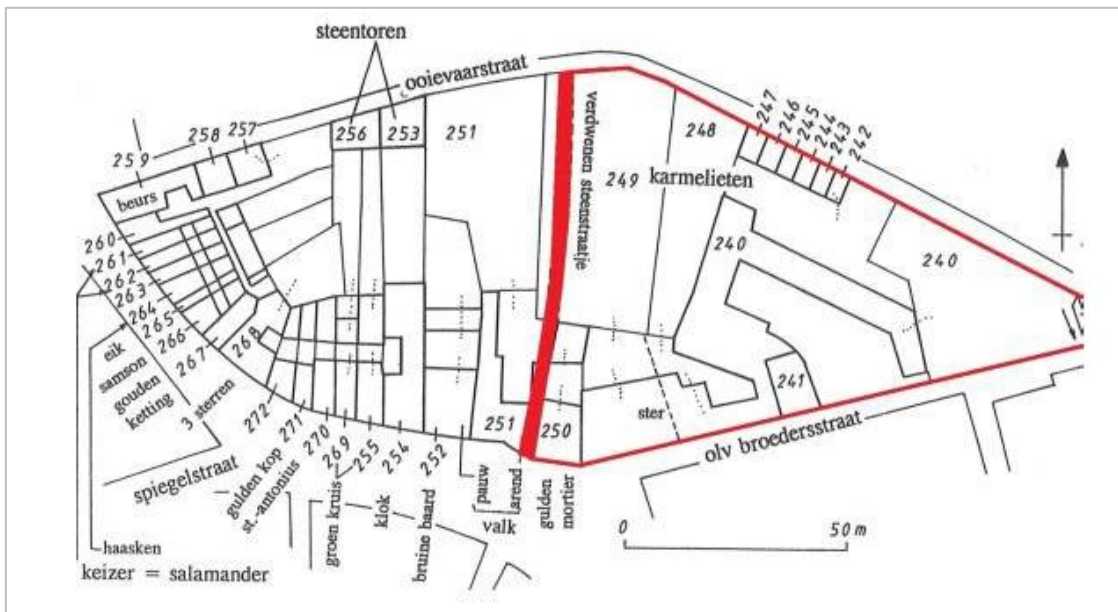 steentoren
ooievaarstraat
259
258
257
256
253
251
verdwenen steenstraatje
249
248
karmelieten
247
246
245
244
243
242
240
240
beurs
260
261
262
263
264
265
266
267
268
eik
samson
gouden
ketting
3 sterren
spiegelstraat
272
271
270
269
255
254
252
251
250
241
ster
olv broedersstraat
gulden kop
st.-antonius
groen kruis
klok
bruine baard
pauw
arend
valk
gulden
mortier
0
50 m
haasken
keizer = salamander